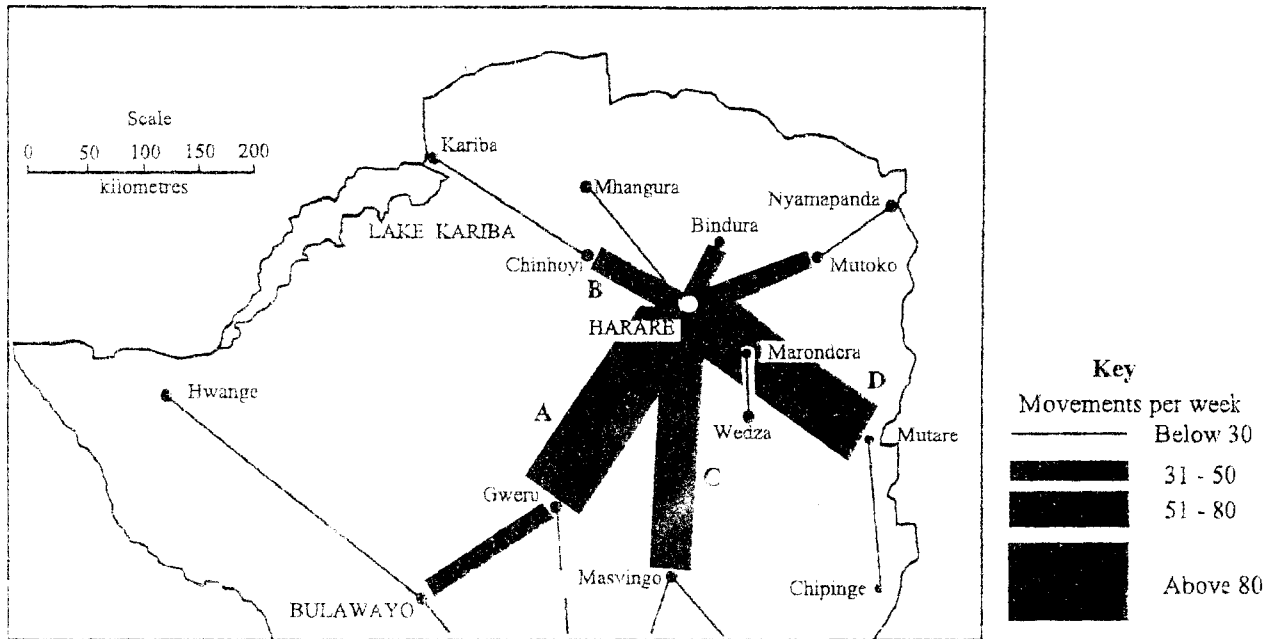 Scale
0 50 100 150 200
kilometres
Kariba
Mhangura
Nyamapanda
LAKE KARIBA
Bindura
Chinhoyi
Mutoko
B
HARARE
Marondera
Hwange
A
D
Wedza
Mutare
Gweru
C
Masvingo
Chipinge
BULAWAYO
Key
Movements per week
Below 30
31 - 50
51 - 80
Above 80